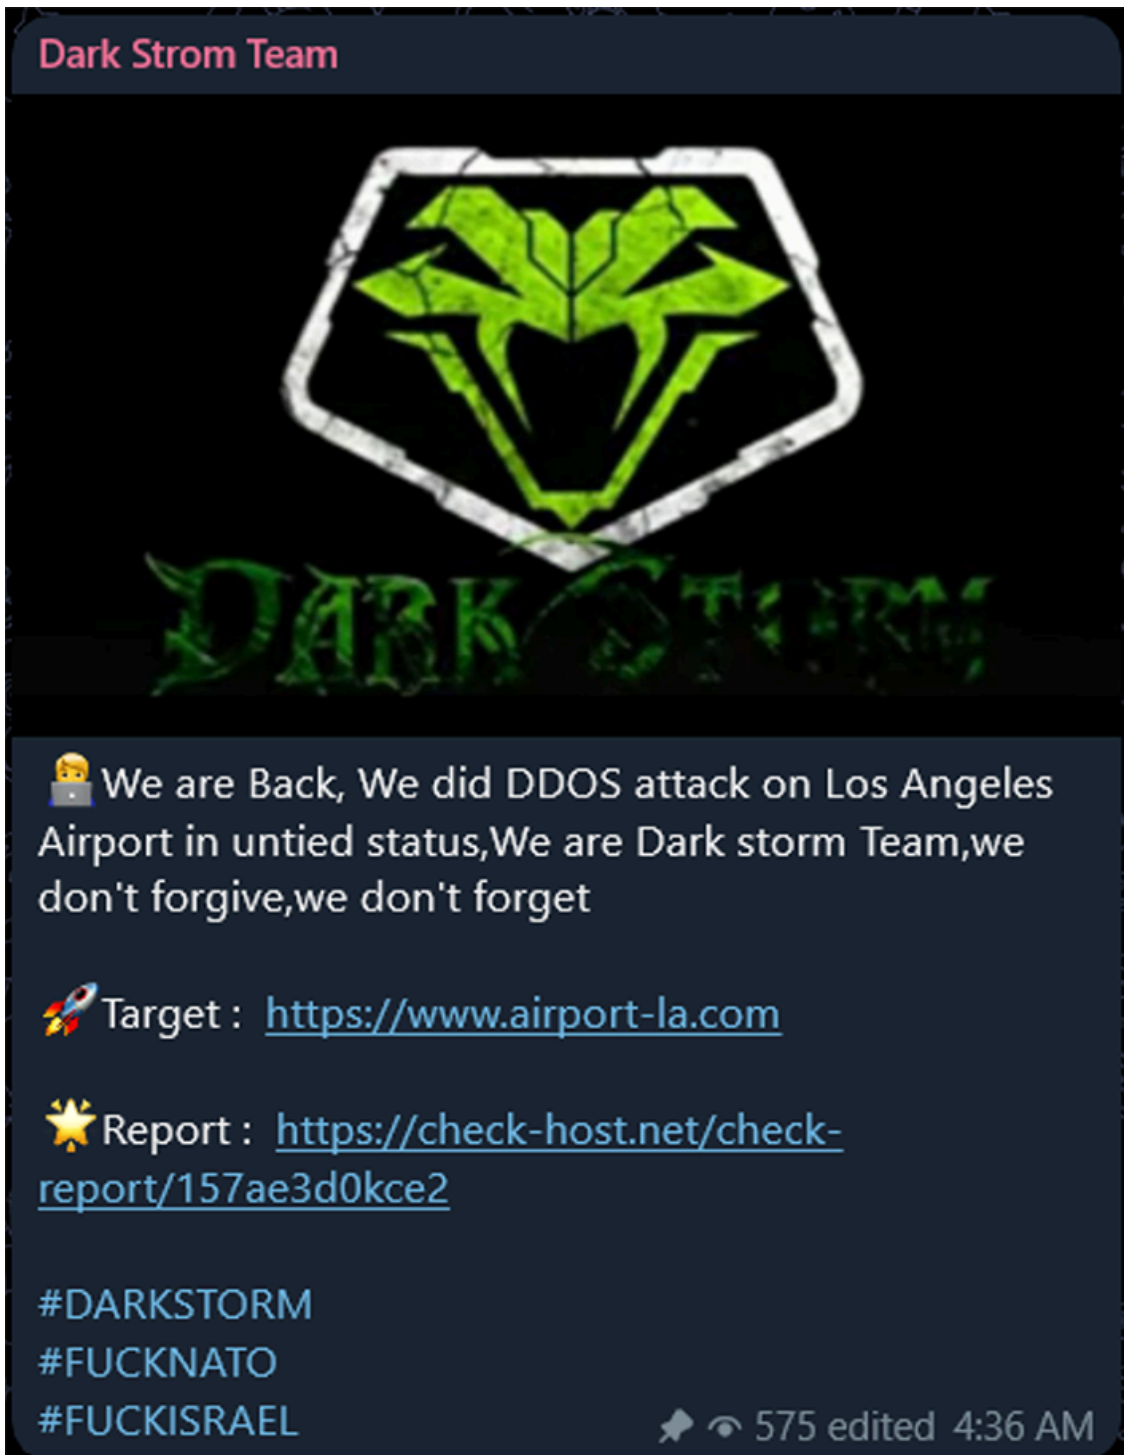 Dark Strom Team
DARK STORM
👨‍💻We are Back, We did DDOS attack on Los Angeles
Airport in untied status,We are Dark storm Team,we
don't forgive,we don't forget
🚀Target : https://www.airport-la.com
🌟Report : https://check-host.net/check-
report/157ae3d0kce2
#DARKSTORM
#FUCKNATO
#FUCKISRAEL
575 edited 4:36 AM